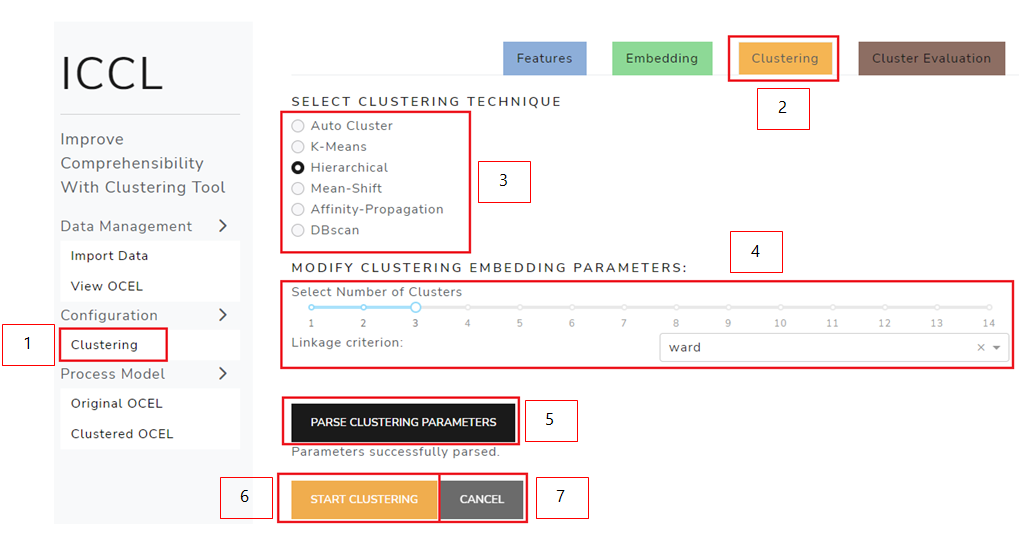 ICCL
Improve
Comprehensibility
With Clustering Tool
Data Management
Import Data
View OCEL
Configuration
1
Clustering
Process Model
Original OCEL
Clustered OCEL
Features
Embedding
Clustering
Cluster Evaluation
2
SELECT CLUSTERING TECHNIQUE
Auto Cluster
K-Means
Hierarchical
Mean-Shift
Affinity-Propagation
DBscan
3
4
MODIFY CLUSTERING EMBEDDING PARAMETERS:
Select Number of Clusters
1 2 3 4 5 6 7 8 9 10 11 12 13 14
Linkage criterion:
ward
PARSE CLUSTERING PARAMETERS
5
Parameters successfully parsed.
6
START CLUSTERING
CANCEL
7